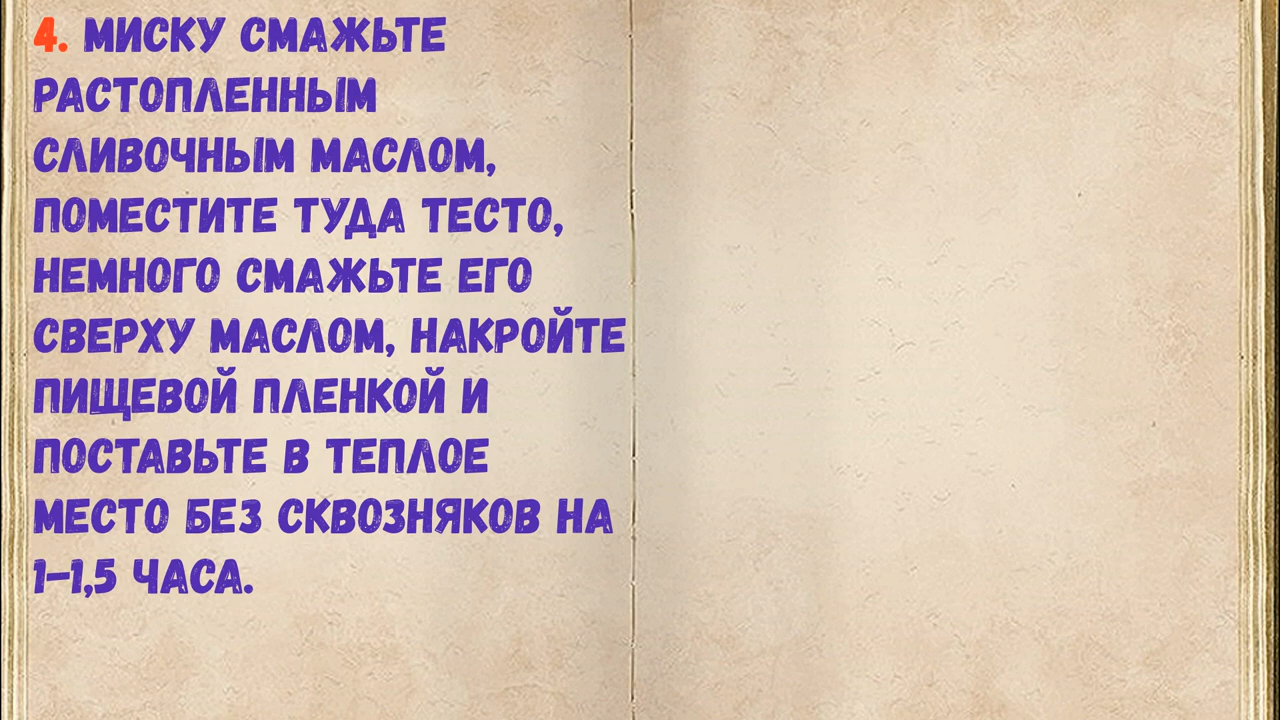 4. МИСКУ СМАЖЬТЕ
РАСТОПЛЕННЫМ
СЛИВОЧНЫМ МАСЛОМ,
ПОМЕСТИТЕ ТУДА ТЕСТО,
НЕМНОГО СМАЖЬТЕ ЕГО
СВЕРХУ МАСЛОМ, НАКРОЙТЕ
ПИЩЕВОЙ ПЛЕНКОЙ И
ПОСТАВЬТЕ В ТЕПЛОЕ
МЕСТО БЕЗ СКВОЗНЯКОВ НА
1–1,5 ЧАСА.